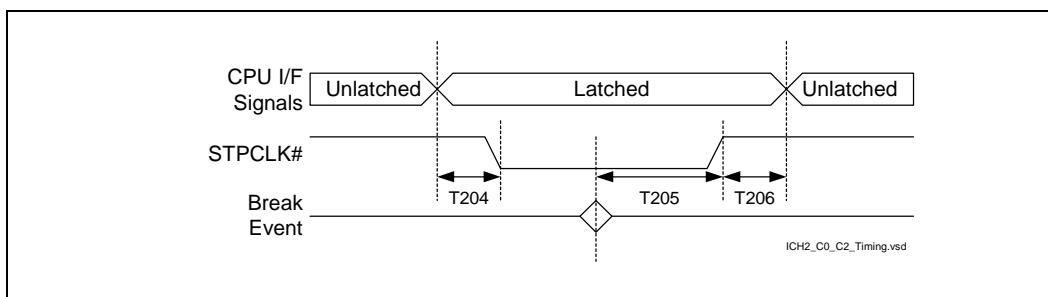 CPU I/F
Signals
Unlatched
Latched
Unlatched
STPCLK#
T204
T205
T206
Break
Event
ICH2_C0_C2_Timing.vsd